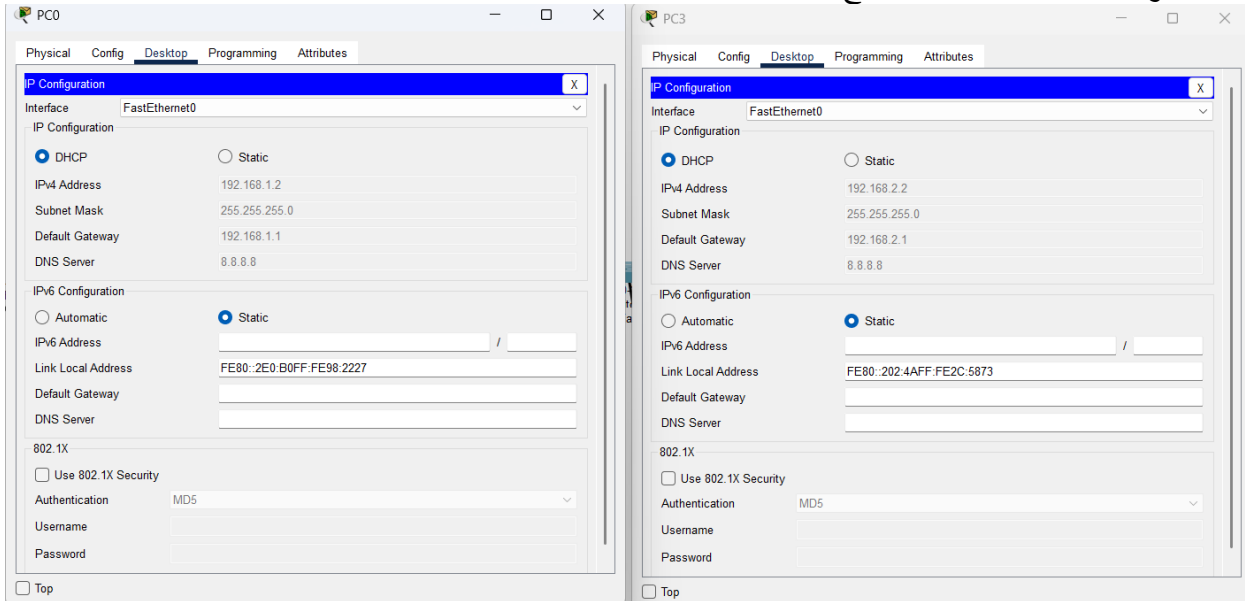 PC0
Physical Config Desktop Programming Attributes
IP Configuration X
Interface FastEthernet0
IP Configuration
DHCP Static
IPv4 Address 192.168.1.2
Subnet Mask 255.255.255.0
Default Gateway 192.168.1.1
DNS Server 8.8.8.8
IPv6 Configuration
Automatic Static
IPv6 Address /
Link Local Address FE80::2E0:B0FF:FE98:2227
Default Gateway
DNS Server
802.1X
Use 802.1X Security
Authentication MD5
Username
Password
Top
PC3
Physical Config Desktop Programming Attributes
IP Configuration X
Interface FastEthernet0
IP Configuration
DHCP Static
IPv4 Address 192.168.2.2
Subnet Mask 255.255.255.0
Default Gateway 192.168.2.1
DNS Server 8.8.8.8
IPv6 Configuration
Automatic Static
IPv6 Address /
Link Local Address FE80::202:4AFF:FE2C:5873
Default Gateway
DNS Server
802.1X
Use 802.1X Security
Authentication MD5
Username
Password
Top